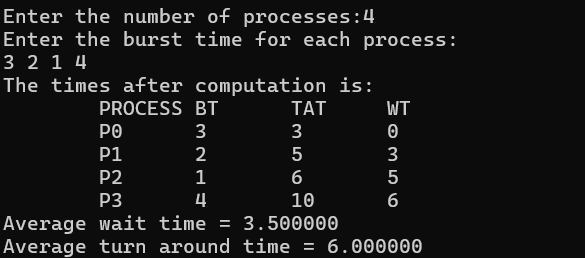 Enter the number of processes:4
Enter the burst time for each process:
3 2 1 4
The times after computation is:
PROCESS BT TAT WT
P0 3 3 0
P1 2 5 3
P2 1 6 5
P3 4 10 6
Average wait time = 3.500000
Average turn around time = 6.000000